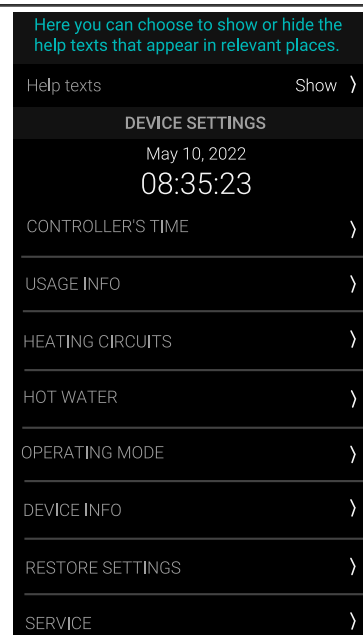 Here you can choose to show or hide the
help texts that appear in relevant places.
Help texts Show ⟩
DEVICE SETTINGS
May 10, 2022
08:35:23
CONTROLLER'S TIME ⟩
USAGE INFO ⟩
HEATING CIRCUITS ⟩
HOT WATER ⟩
OPERATING MODE ⟩
DEVICE INFO ⟩
RESTORE SETTINGS ⟩
SERVICE ⟩